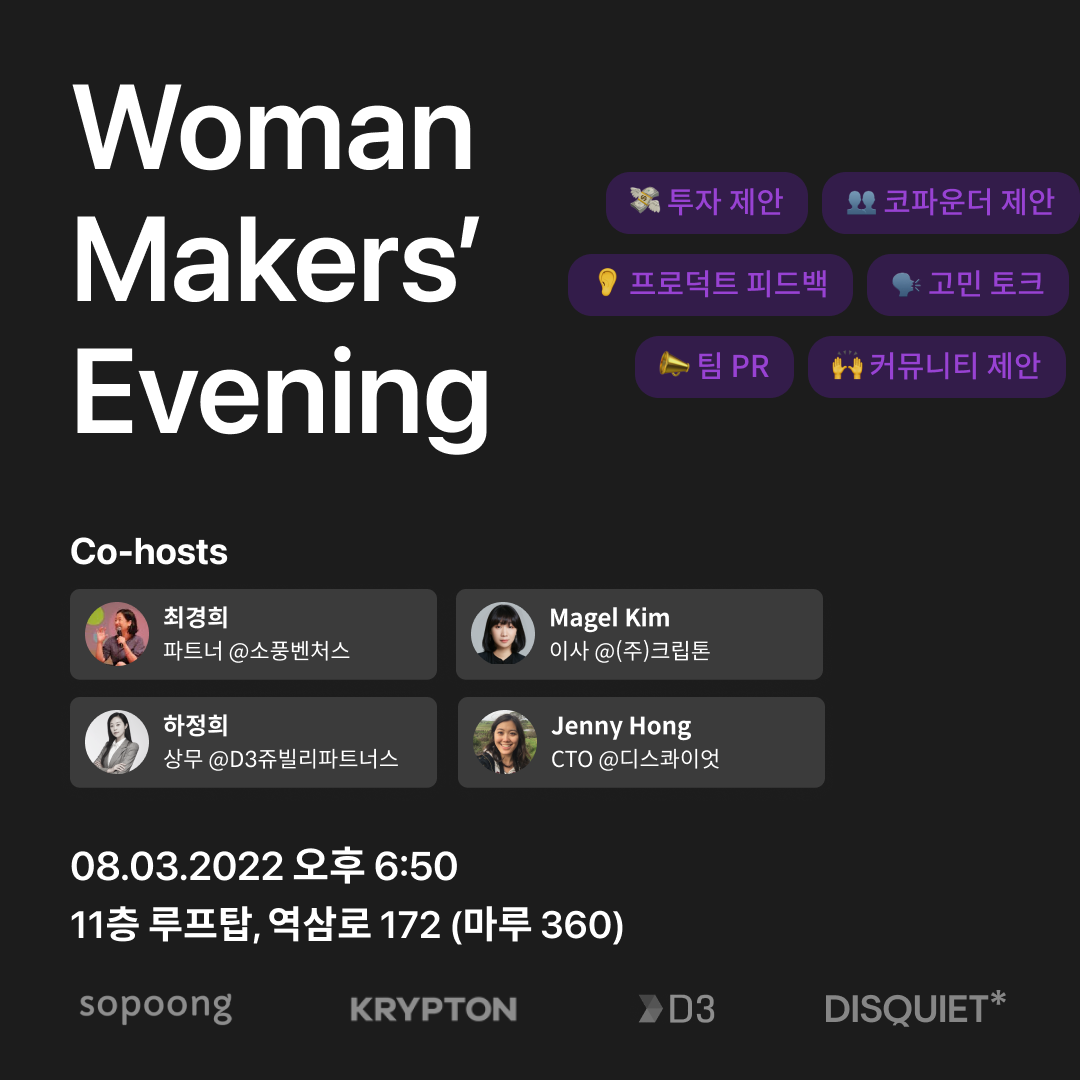 Woman
Makers’
Evening
💸 투자 제안
👥 코파운더 제안
👂 프로덕트 피드백
🗣️ 고민 토크
📣 팀 PR
🙌 커뮤니티 제안
Co-hosts
최경희
파트너 @소풍벤처스
Magel Kim
이사 @(주)크립톤
하정희
상무 @D3쥬빌리파트너스
Jenny Hong
CTO @디스콰이엇
08.03.2022 오후 6:50
11층 루프탑, 역삼로 172 (마루 360)
sopoong
KRYPTON
D3
DISQUIET*